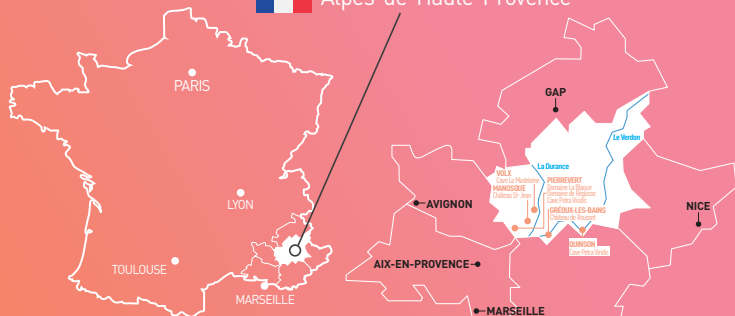 Alpes de Haute-Provence
PARIS
LYON
TOULOUSE
MARSEILLE
GAP
Le Verdon
La Durance
VOLX
Cave La Madeleine
MANOSQUE
Château St-Jean
PIERREVERT
Domaine La Blaque
Domaine de Régusse
Cave Petra Viridis
GRÉOUX-LES-BAINS
Château de Rousset
QUINSON
Cave Petra Viridis
AVIGNON
NICE
AIX-EN-PROVENCE
MARSEILLE